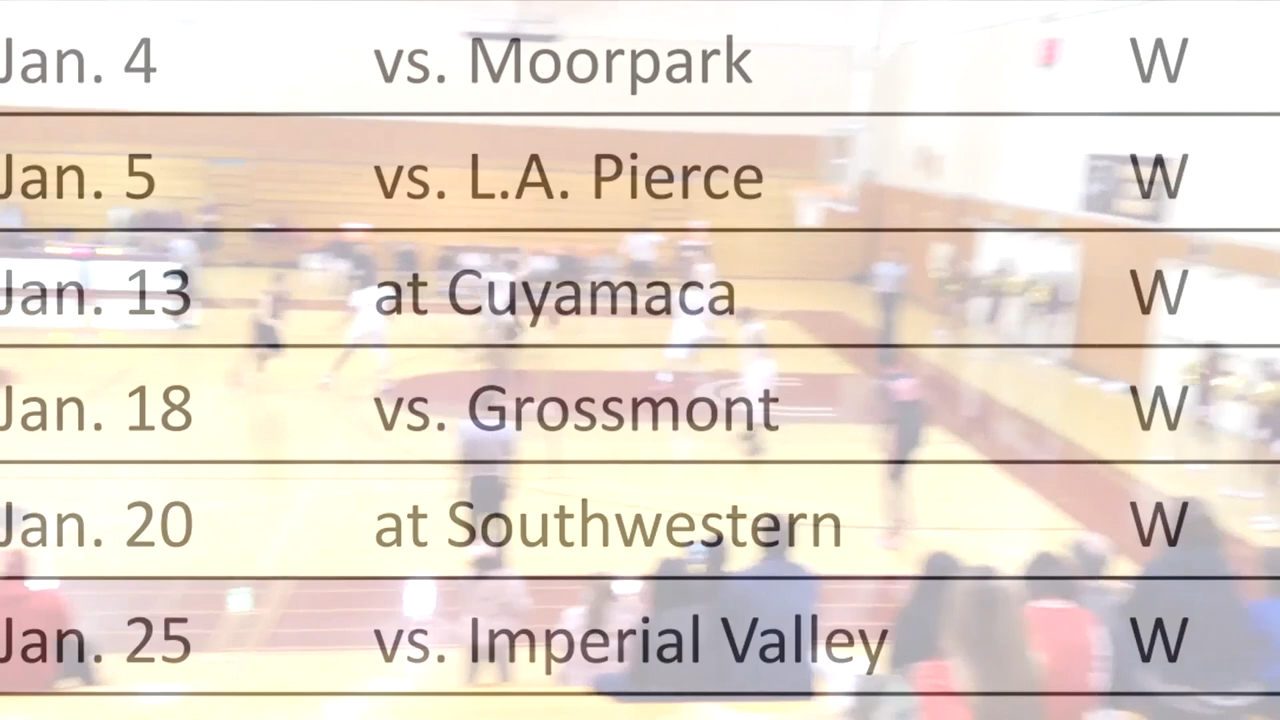 Jan. 4 vs. Moorpark W
Jan. 5 vs. L.A. Pierce W
Jan. 13 at Cuyamaca W
Jan. 18 vs. Grossmont W
Jan. 20 at Southwestern W
Jan. 25 vs. Imperial Valley W